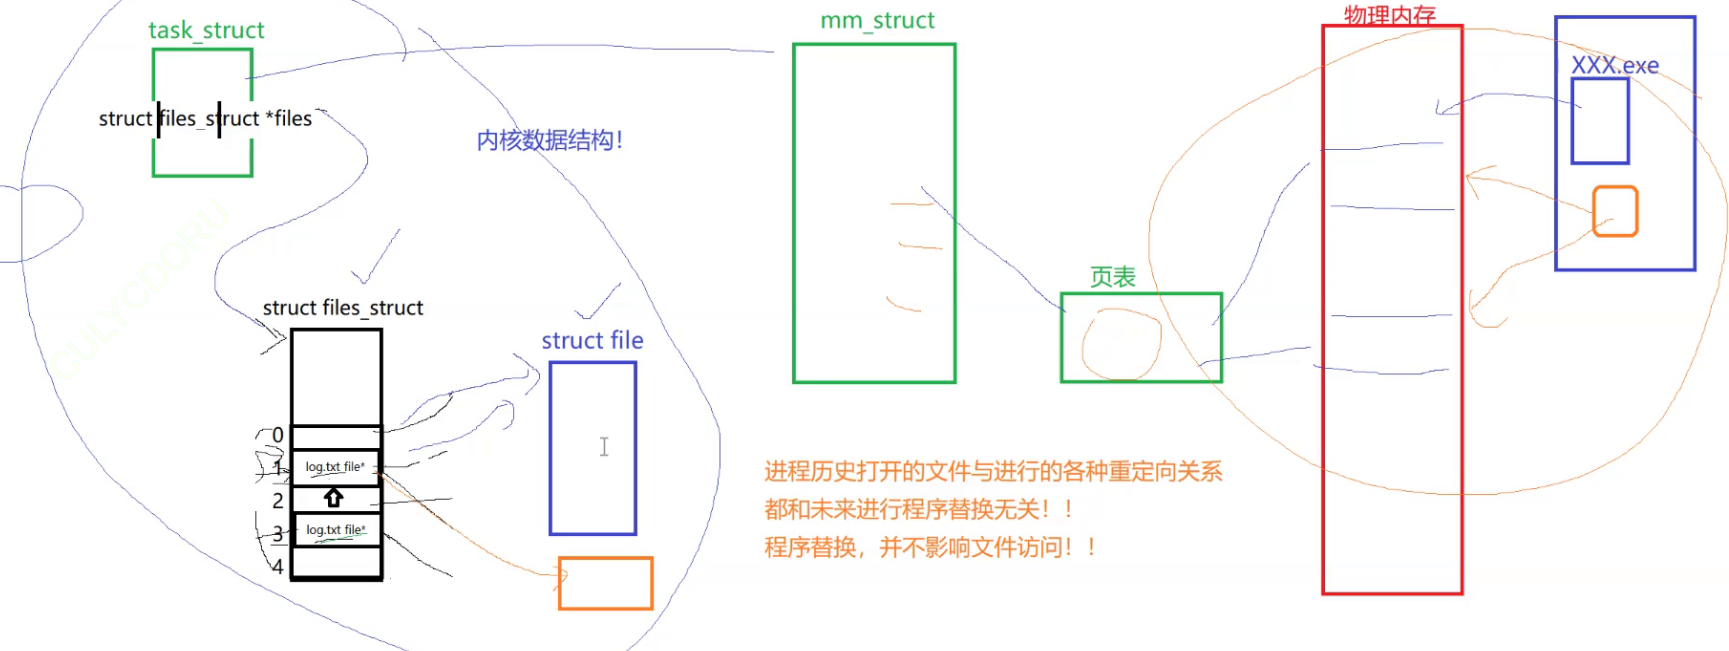 task_struct
struct files_struct *files
内核数据结构！
struct files_struct
0
1
log.txt file*
2
3
log.txt file*
4
struct file
mm_struct
页表
物理内存
XXX.exe
进程历史打开的文件与进行的各种重定向关系
都和未来进行程序替换无关！！
程序替换，并不影响文件访问！！
CULYCDORU